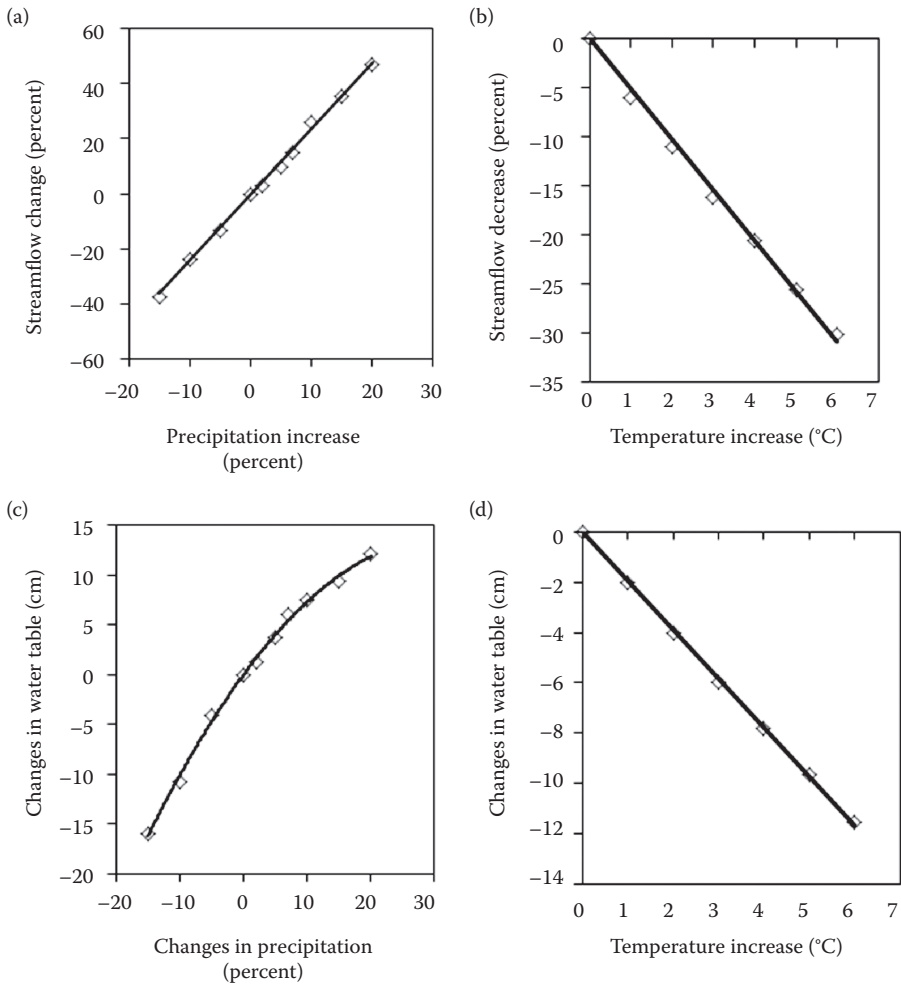 (a)
60
40
20
0
–20
–40
–60
Streamflow change (percent)
–20 –10 0 10 20 30
Precipitation increase
(percent)
(b)
0
–5
–10
–15
–20
–25
–30
–35
Streamflow decrease (percent)
0 1 2 3 4 5 6 7
Temperature increase (°C)
(c)
15
10
5
0
–5
–10
–15
–20
Changes in water table (cm)
–20 –10 0 10 20 30
Changes in precipitation
(percent)
(d)
0
–2
–4
–6
–8
–10
–12
–14
Changes in water table (cm)
0 1 2 3 4 5 6 7
Temperature increase (°C)